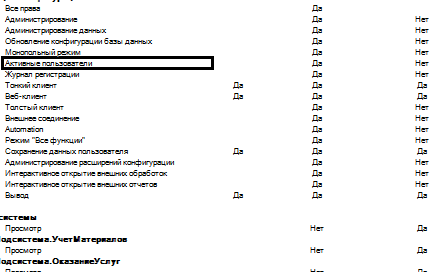 Все права Да
Администрирование Да Нет
Администрирование данных Да Нет
Обновление конфигурации базы данных Да Нет
Монопольный режим Да Нет
Активные пользователи Да Нет
Журнал регистрации Да Нет
Тонкий клиент Да Да Да
Веб-клиент Да Да Да
Толстый клиент Да Нет
Внешнее соединение Да Нет
Automation Да Нет
Режим "Все функции" Да Нет
Сохранение данных пользователя Да Да Да
Администрирование расширений конфигурации Да Нет
Интерактивное открытие внешних обработок Да Нет
Интерактивное открытие внешних отчетов Да Нет
Вывод Да Да Да
системы
Просмотр Нет Да
одсистема.УчетМатериалов
Просмотр Нет Да
одсистема.ОказаниеУслуг
Просмотр Нет Да